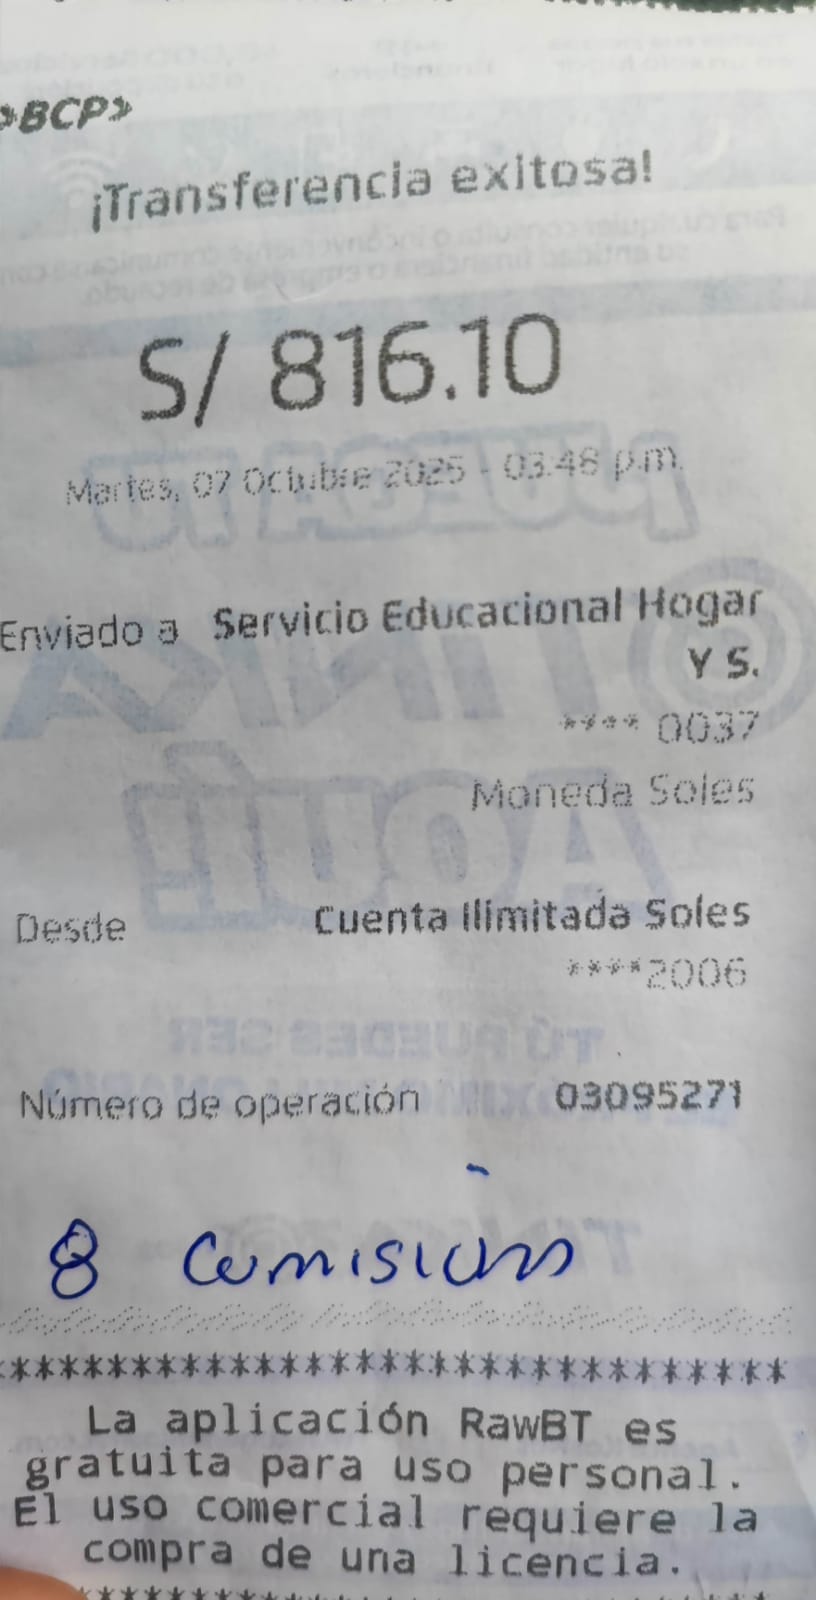 »BCP»
¡Transferencia exitosa!
S/ 816.10
Martes, 07 Octubre 2025 - 03:48 p.m.
Enviado a Servicio Educacional Hogar
Y S.
**** 0037
Moneda Soles
Desde Cuenta Ilimitada Soles
****2006
Número de operación 03095271
8 comisión
*********************************
La aplicación RawBT es
gratuita para uso personal.
El uso comercial requiere la
compra de una licencia.